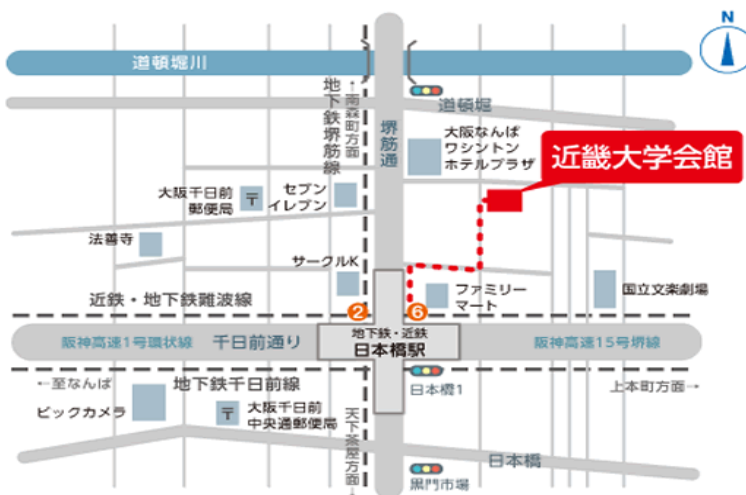 N
道頓堀川
道頓堀
←南森町方面
地下鉄堺筋線
堺筋通
大阪なんば
ワシントン
ホテルプラザ
近畿大学会館
大阪千日前
郵便局
〒
セブン
イレブン
法善寺
サークルK
近鉄・地下鉄難波線
2
6
ファミリー
マート
国立文楽劇場
阪神高速1号環状線
千日前通り
地下鉄・近鉄
日本橋駅
阪神高速15号堺線
←至なんば
地下鉄千日前線
日本橋1
上本町方面→
ビックカメラ
〒
大阪千日前
中央通郵便局
天下茶屋方面→
日本橋
黒門市場